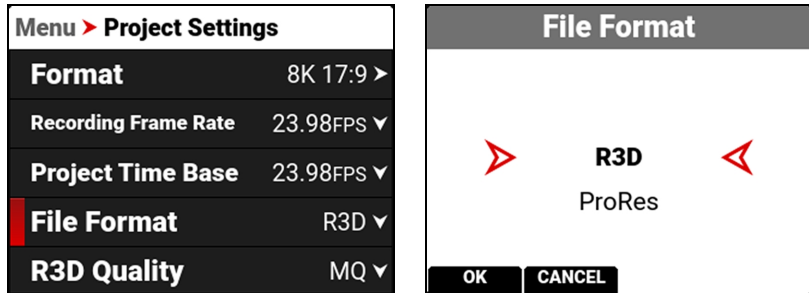 Menu > Project Settings
Format 8K 17:9 >
Recording Frame Rate 23.98FPS
Project Time Base 23.98FPS
File Format R3D
R3D Quality MQ
File Format
R3D
ProRes
OK CANCEL